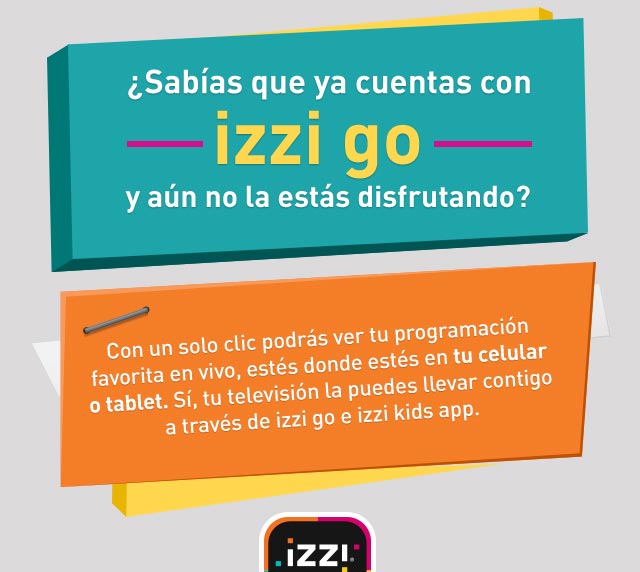 ¿Sabías que ya cuentas con
izzi go
y aún no la estás disfrutando?
Con un solo clic podrás ver tu programación
favorita en vivo, estés donde estés en tu celular
o tablet. Sí, tu televisión la puedes llevar contigo
a través de izzi go e izzi kids app.
izzi